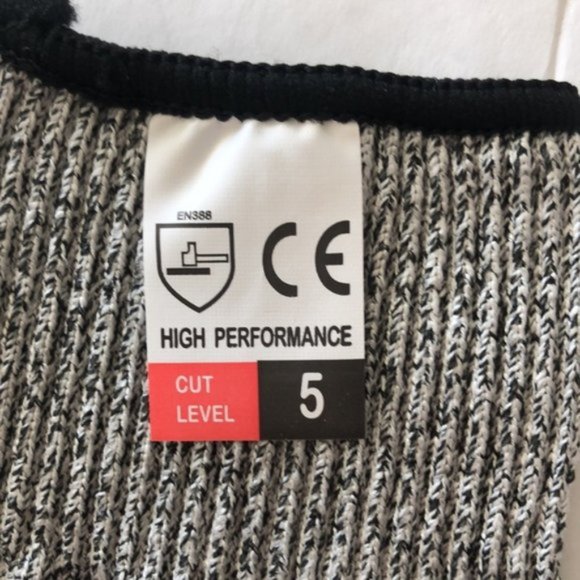 EN388
CE
HIGH PERFORMANCE
CUT
LEVEL
5